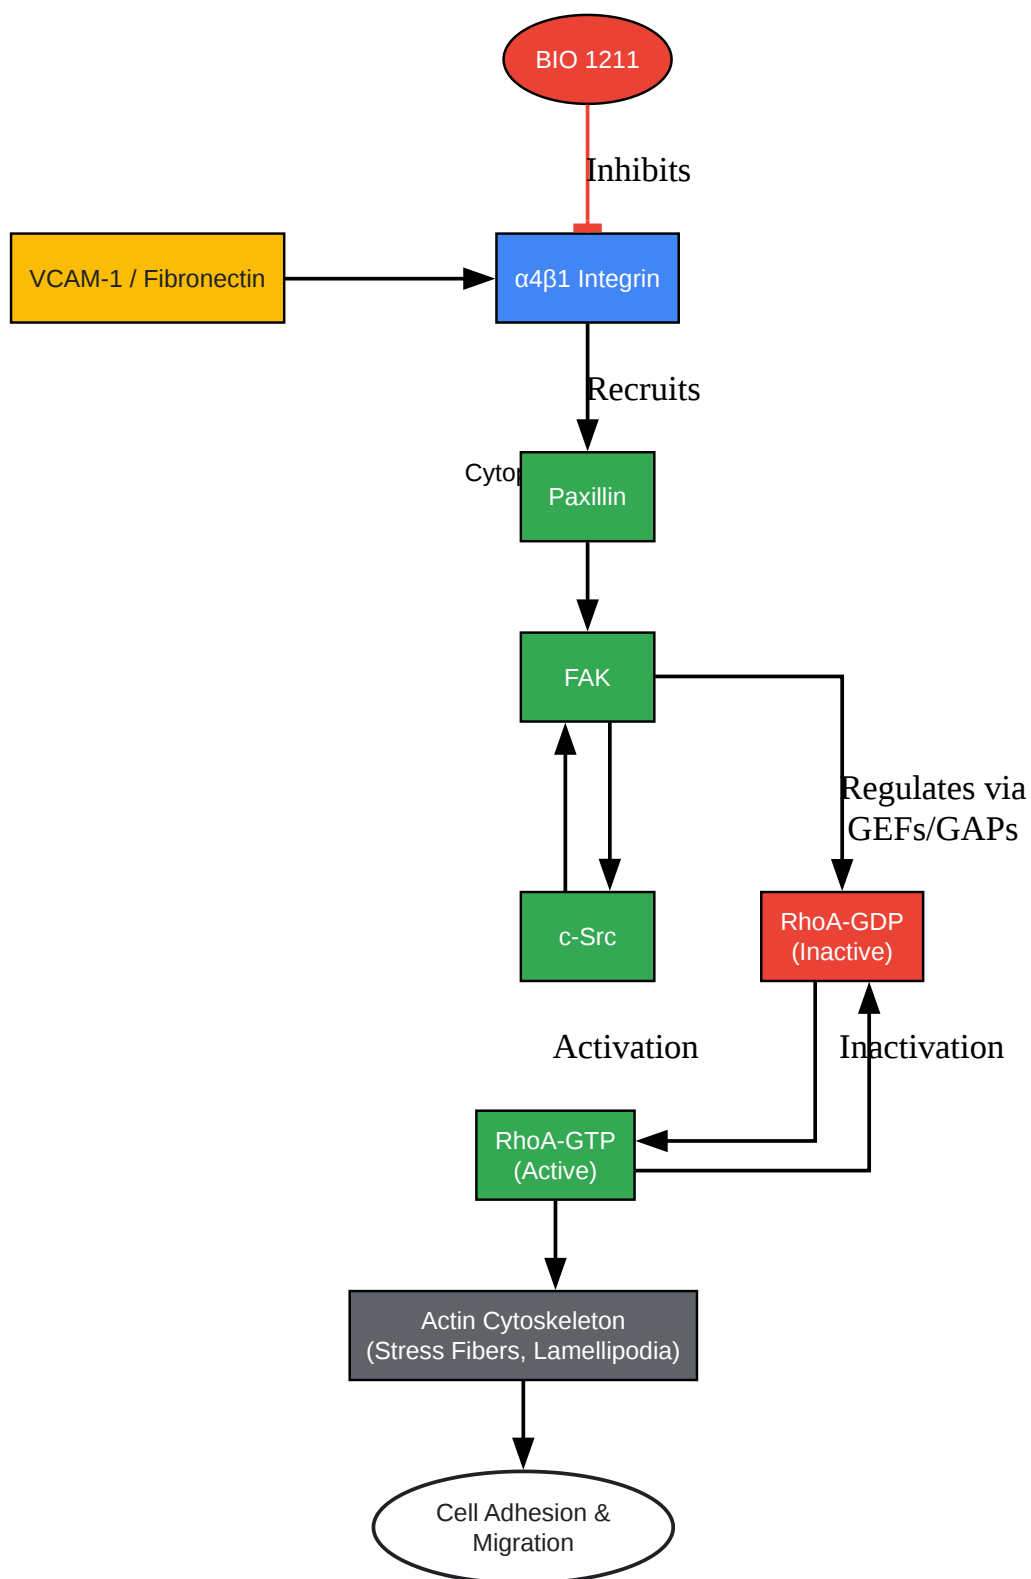 BIO 1211
Inhibits
VCAM-1 / Fibronectin
α4β1 Integrin
Recruits
Paxillin
FAK
Regulates via
GEFs/GAPs
c-Src
RhoA-GDP
(Inactive)
Activation
Inactivation
RhoA-GTP
(Active)
Actin Cytoskeleton
(Stress Fibers, Lamellipodia)
Cell Adhesion &
Migration